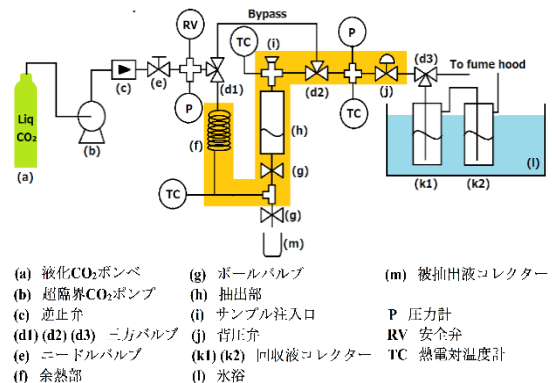 Bypass
RV
TC
(i)
P
(d3)
To fume hood
(c)
(e)
(d1)
(d2)
(j)
Liq
CO₂
P
TC
(b)
(f)
(h)
(a)
(k1)
(k2)
(l)
(g)
TC
(g)
(m)
(a) 液化CO₂ボンベ
(b) 超臨界CO₂ポンプ
(c) 逆止弁
(d1) (d2) (d3) 三方バルブ
(e) ニードルバルブ
(f) 余熱部
(g) ボールバルブ
(h) 抽出部
(i) サンプル注入口
(j) 背圧弁
(k1) (k2) 回収液コレクター
(l) 氷浴
(m) 被抽出液コレクター
P 圧力計
RV 安全弁
TC 熱電対温度計